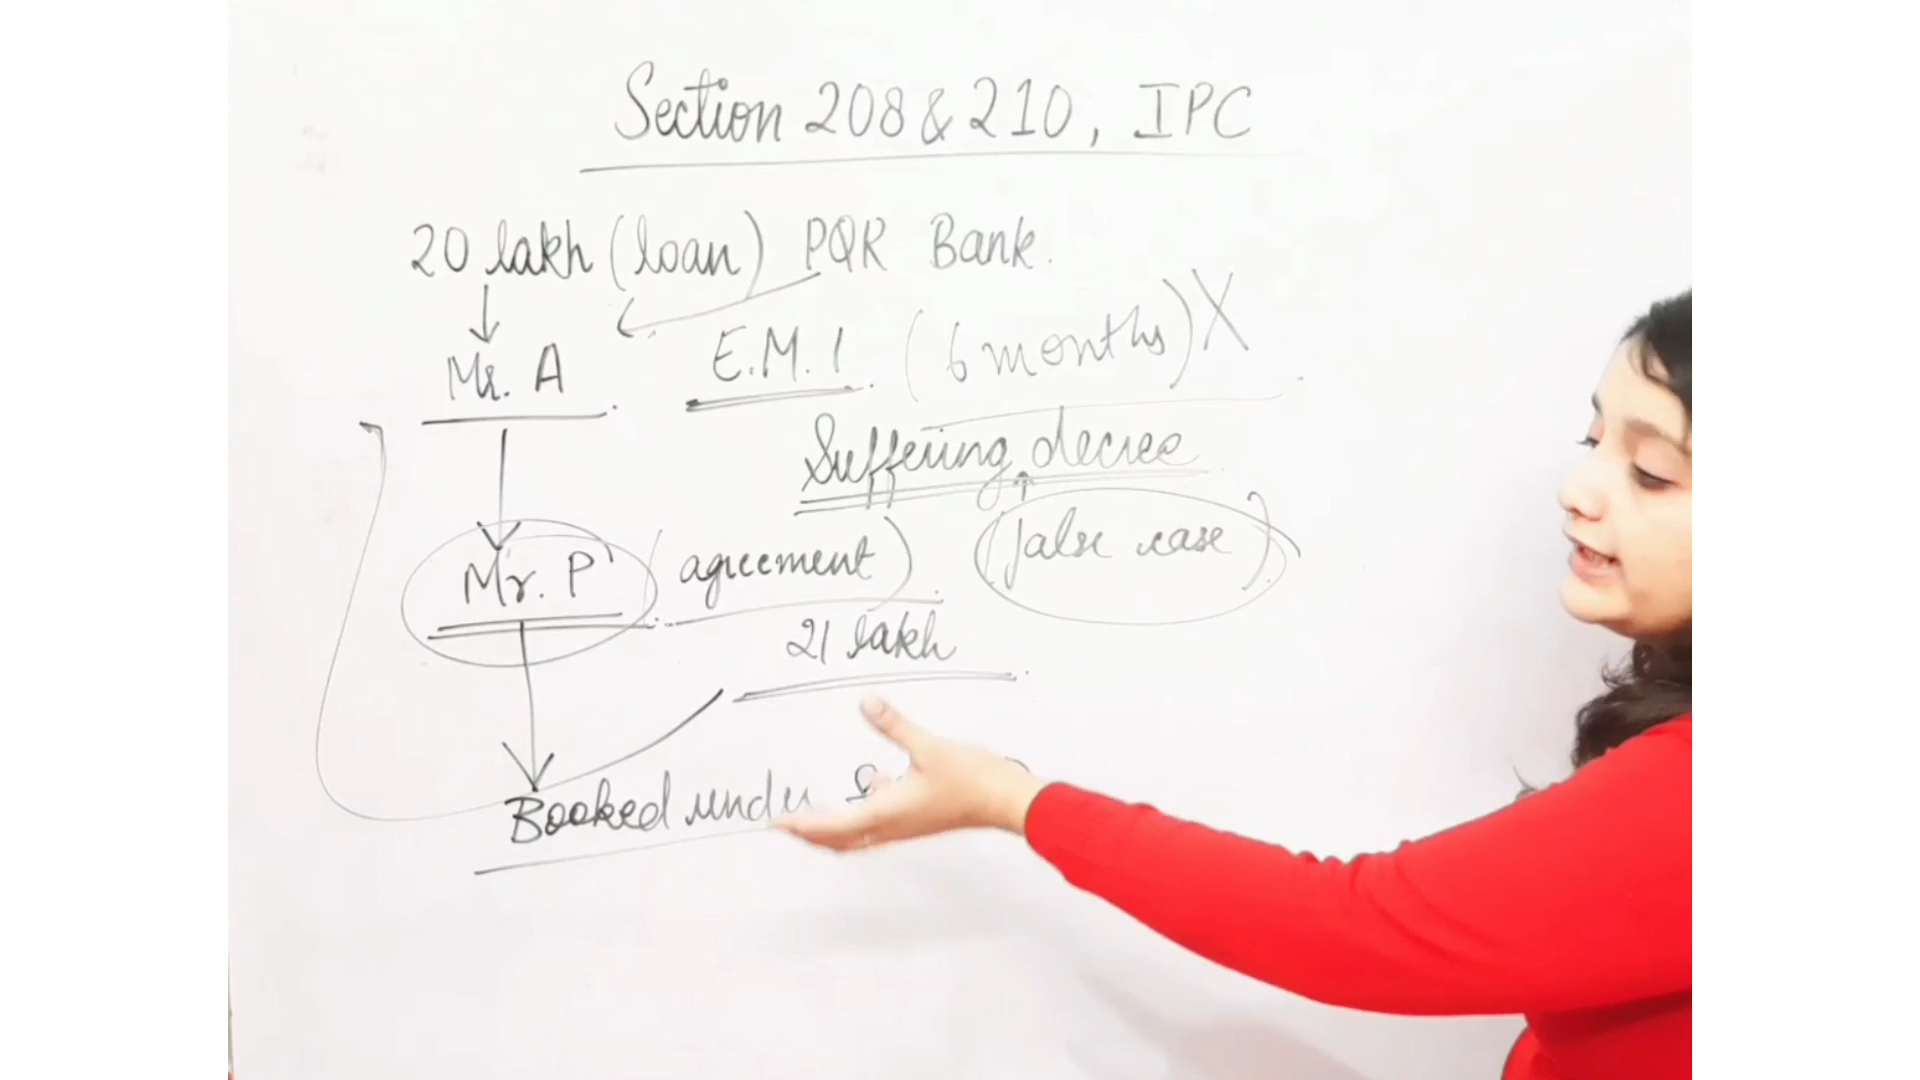 Section 208 & 210, IPC
20 lakh (loan) PQR Bank.
Mr. A E.M.I (6 months) X
Suffering decree
Mr. P (agreement) (false case)
21 lakh
Booked under